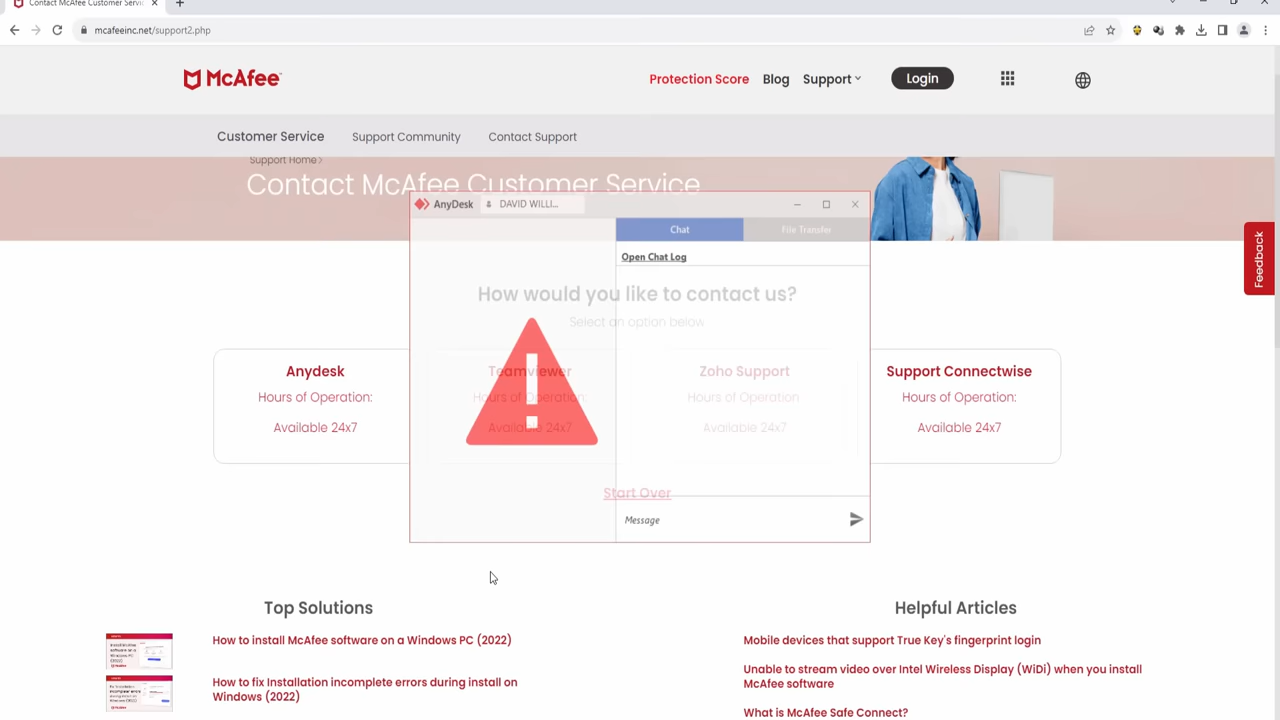 Contact McAfee Customer Servic
mcafeeinc.net/support2.php
McAfee
Protection Score
Blog
Support
Login
Customer Service
Support Community
Contact Support
Support Home
Contact McAfee Customer Service
Feedback
AnyDesk
DAVID WILLI...
Chat
File Transfer
Open Chat Log
How would you like to contact us?
Select an option below
Anydesk
Hours of Operation:
Available 24x7
Teamviewer
Hours of Operation
Available 24x7
Zoho Support
Hours of Operation
Available 24x7
Support Connectwise
Hours of Operation:
Available 24x7
Start Over
Message
Top Solutions
How to install McAfee software on a Windows PC (2022)
How to fix Installation incomplete errors during install on
Windows (2022)
Helpful Articles
Mobile devices that support True Key's fingerprint login
Unable to stream video over Intel Wireless Display (WiDi) when you install
McAfee software
What is McAfee Safe Connect?